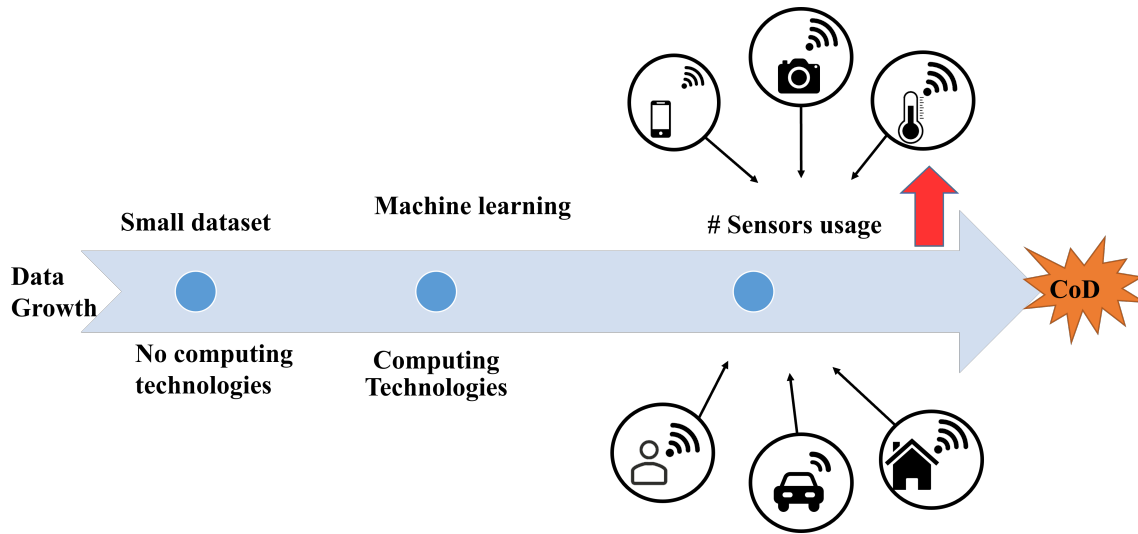 Data
Growth
Small dataset
No computing
technologies
Machine learning
Computing
Technologies
# Sensors usage
CoD